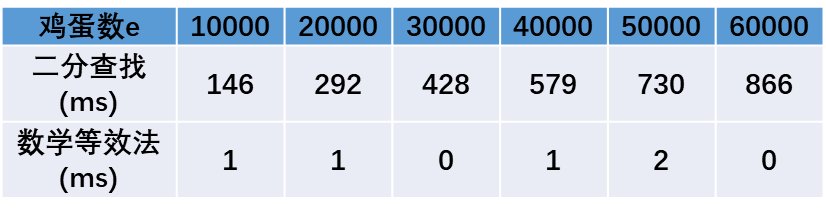 鸡蛋数e 10000 20000 30000 40000 50000 60000
二分查找
(ms) 146 292 428 579 730 866
数学等效法
(ms) 1 1 0 1 2 0